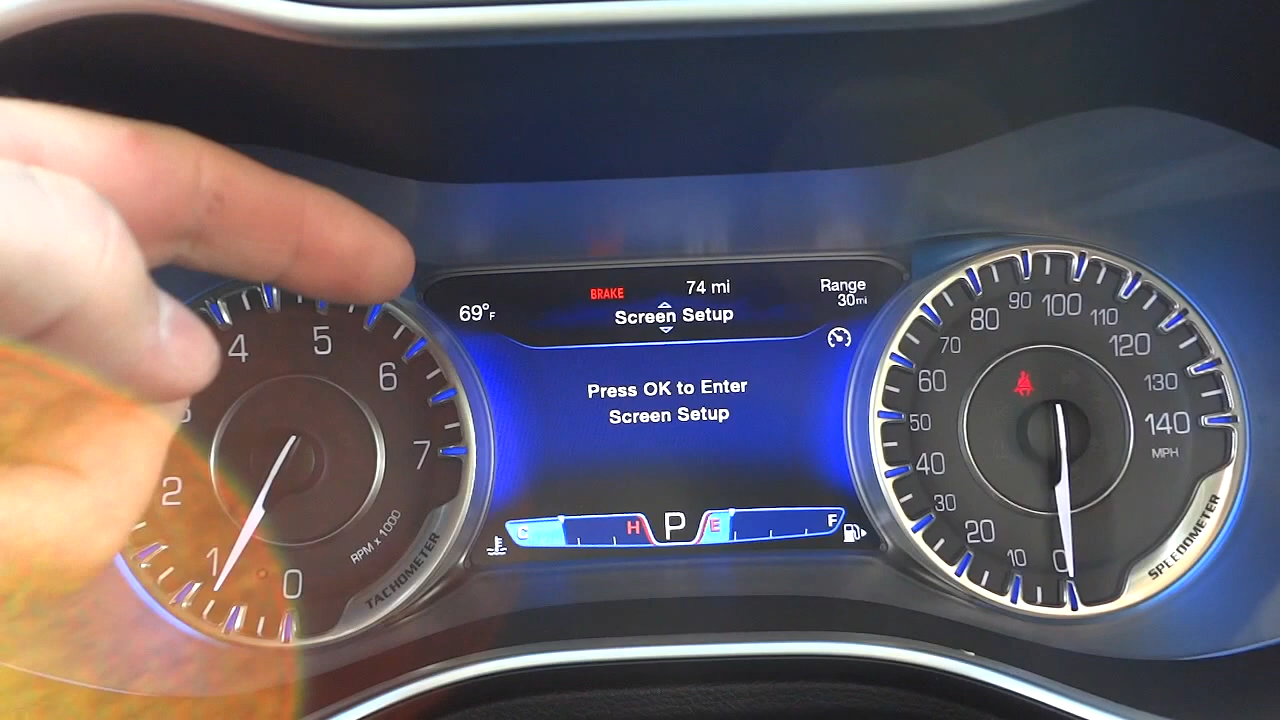 69°F
BRAKE
74 mi
Screen Setup
Range
30mi
Press OK to Enter
Screen Setup
C
H
P
E
F
0
1
2
4
5
6
7
RPM x 1000
TACHOMETER
0
10
20
30
40
50
60
70
80
90
100
110
120
130
140
MPH
SPEEDOMETER